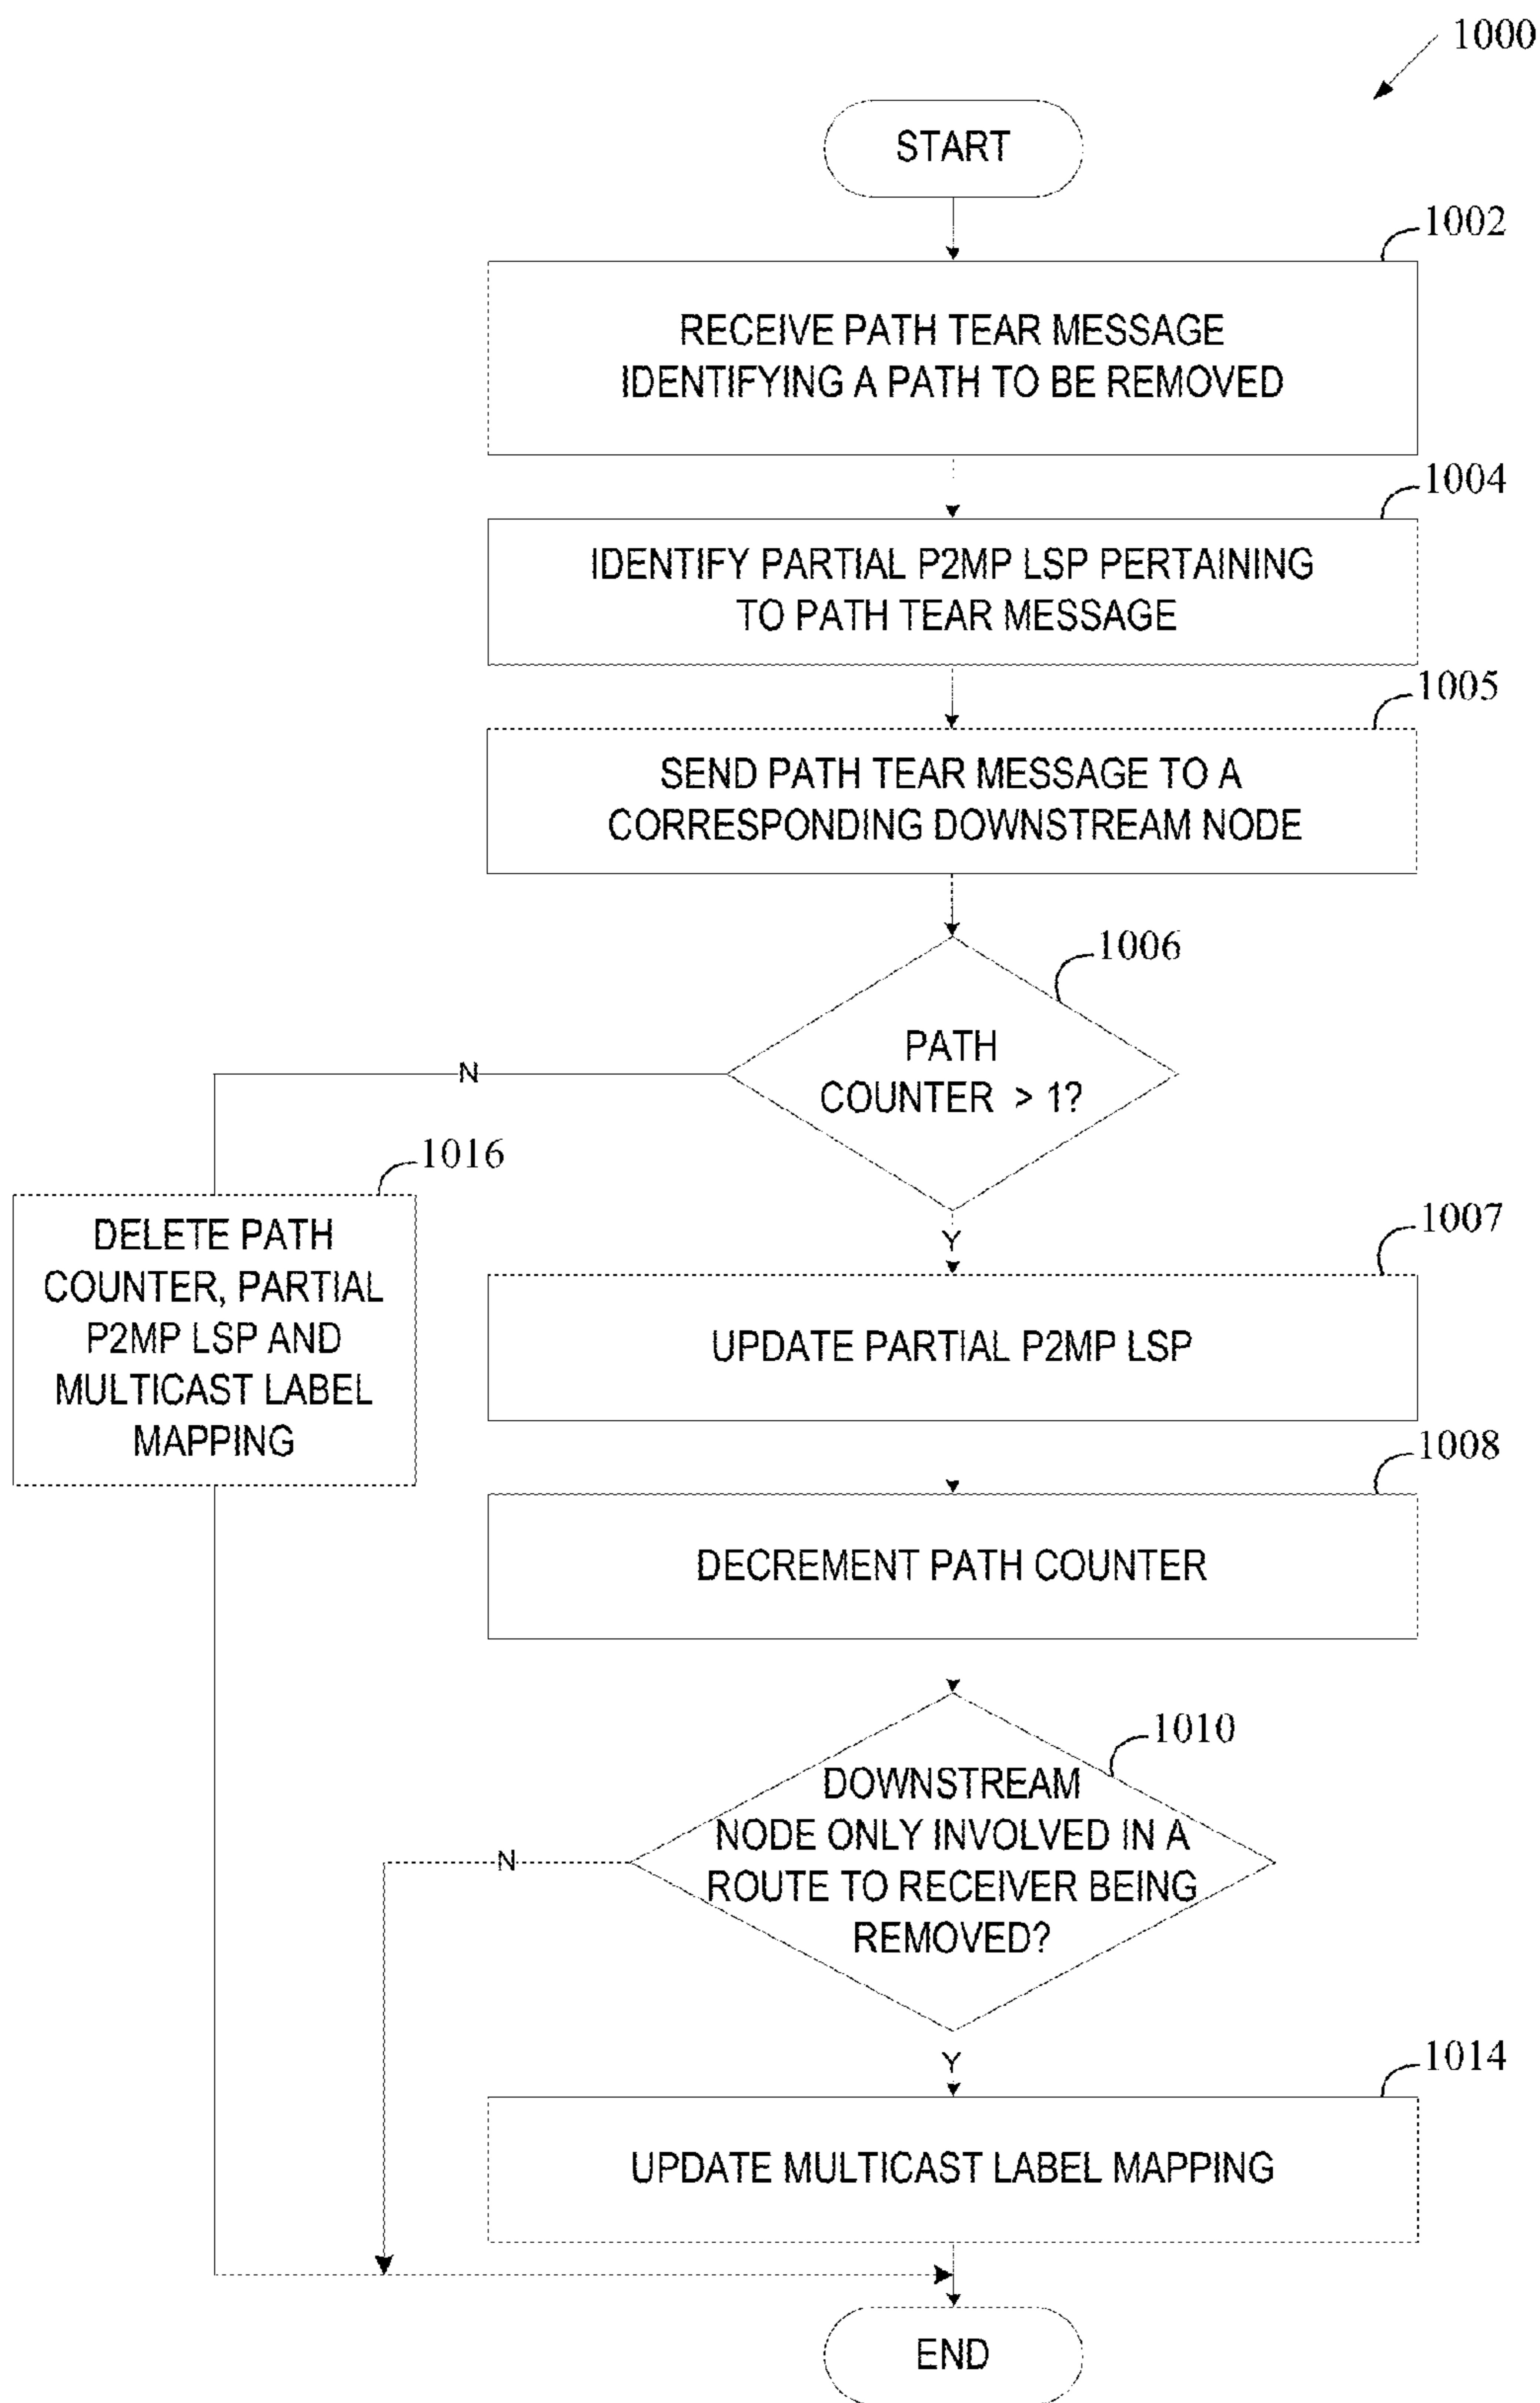 1000
START
1002
RECEIVE PATH TEAR MESSAGE
IDENTIFYING A PATH TO BE REMOVED
1004
IDENTIFY PARTIAL P2MP LSP PERTAINING
TO PATH TEAR MESSAGE
1005
SEND PATH TEAR MESSAGE TO A
CORRESPONDING DOWNSTREAM NODE
1006
PATH
COUNTER > 1?
N
1016
DELETE PATH
COUNTER, PARTIAL
P2MP LSP AND
MULTICAST LABEL
MAPPING
Y
1007
UPDATE PARTIAL P2MP LSP
1008
DECREMENT PATH COUNTER
1010
DOWNSTREAM
NODE ONLY INVOLVED IN A
ROUTE TO RECEIVER BEING
REMOVED?
N
Y
1014
UPDATE MULTICAST LABEL MAPPING
END